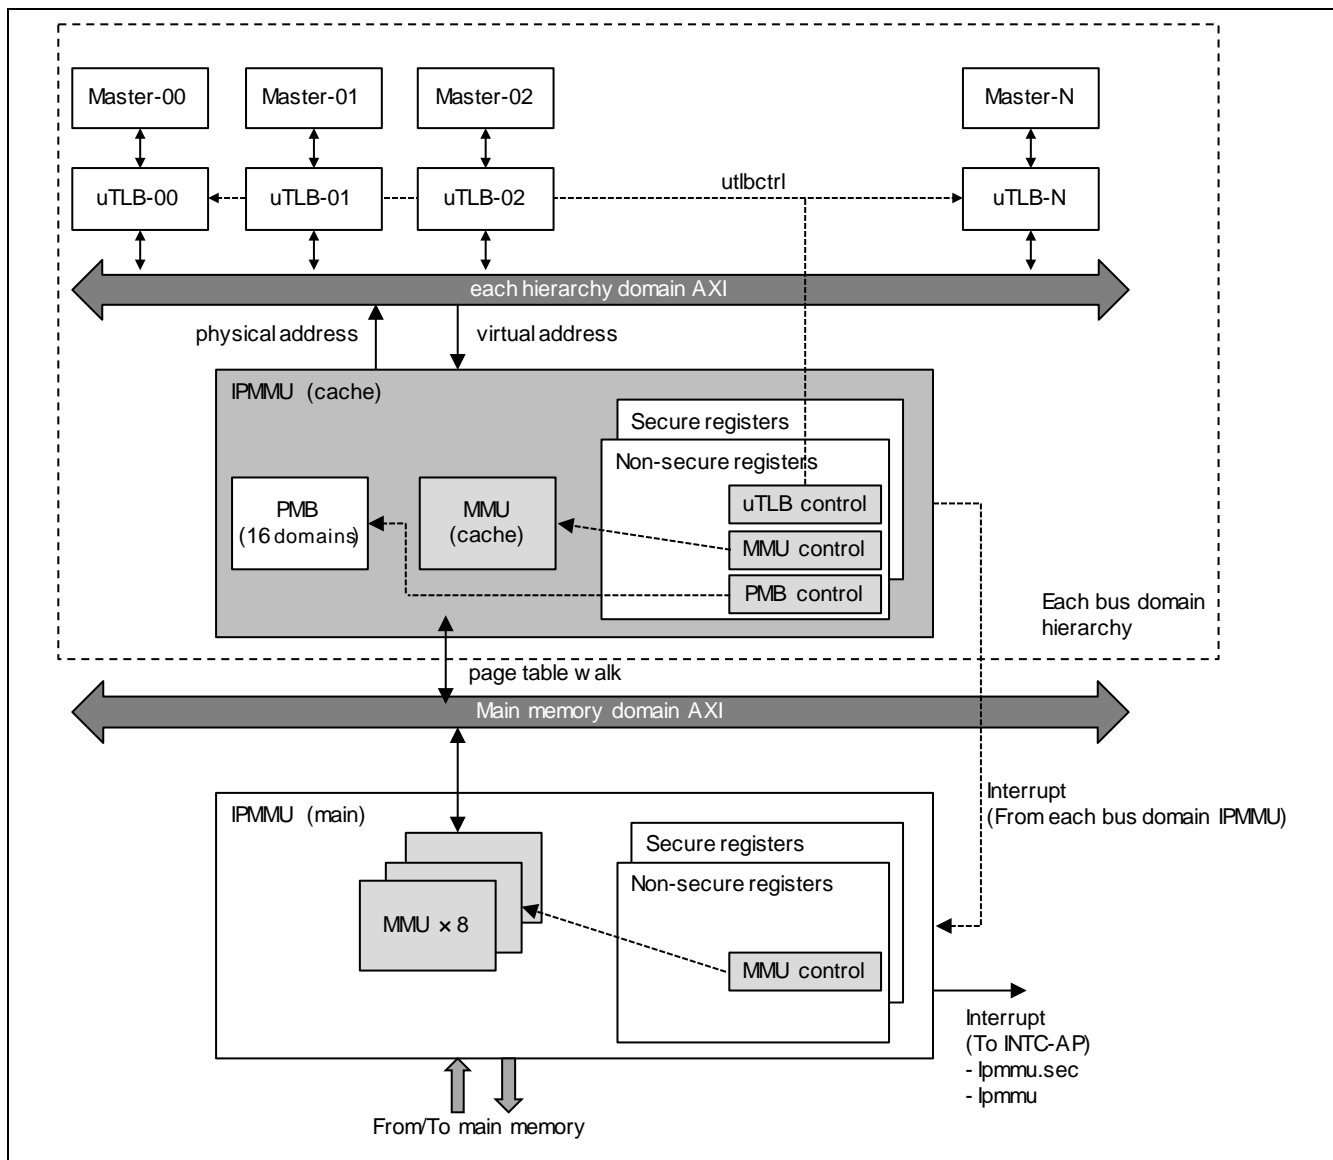 Master-00
Master-01
Master-02
Master-N
uTLB-00
uTLB-01
uTLB-02
utlbctrl
uTLB-N
each hierarchy domain AXI
physical address
virtual address
IPMMU (cache)
Secure registers
Non-secure registers
PMB
(16 domains)
MMU
(cache)
uTLB control
MMU control
PMB control
Each bus domain
hierarchy
page table walk
Main memory domain AXI
Interrupt
(From each bus domain IPMMU)
IPMMU (main)
Secure registers
Non-secure registers
MMU × 8
MMU control
Interrupt
(To INTC-AP)
- Ipmmu.sec
- Ipmmu
From/To main memory